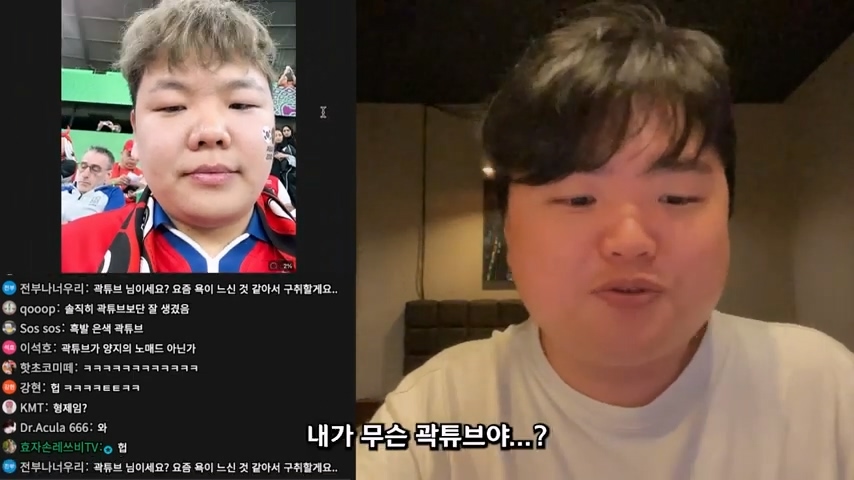 2%
전부나너우리: 곽튜브 님이세요? 요즘 욕이 느신 것 같아서 구취할게요..
qooop: 솔직히 곽튜브보단 잘 생겼음
Sos sos: 흑발 은색 곽튜브
이석호: 곽튜브가 양지의 노매드 아닌가
핫초코미떼: ㅋㅋㅋㅋㅋㅋㅋㅋㅋㅋㅋㅋ
강현: 헙 ㅋㅋㅋㅋㅌㅌㅋㅋ
KMT: 형제임?
Dr.Acula 666: 와
효자손레쓰비TV: 헙
전부나너우리: 곽튜브 님이세요? 요즘 욕이 느신 것 같아서 구취할게요..
내가 무슨 곽튜브야...?